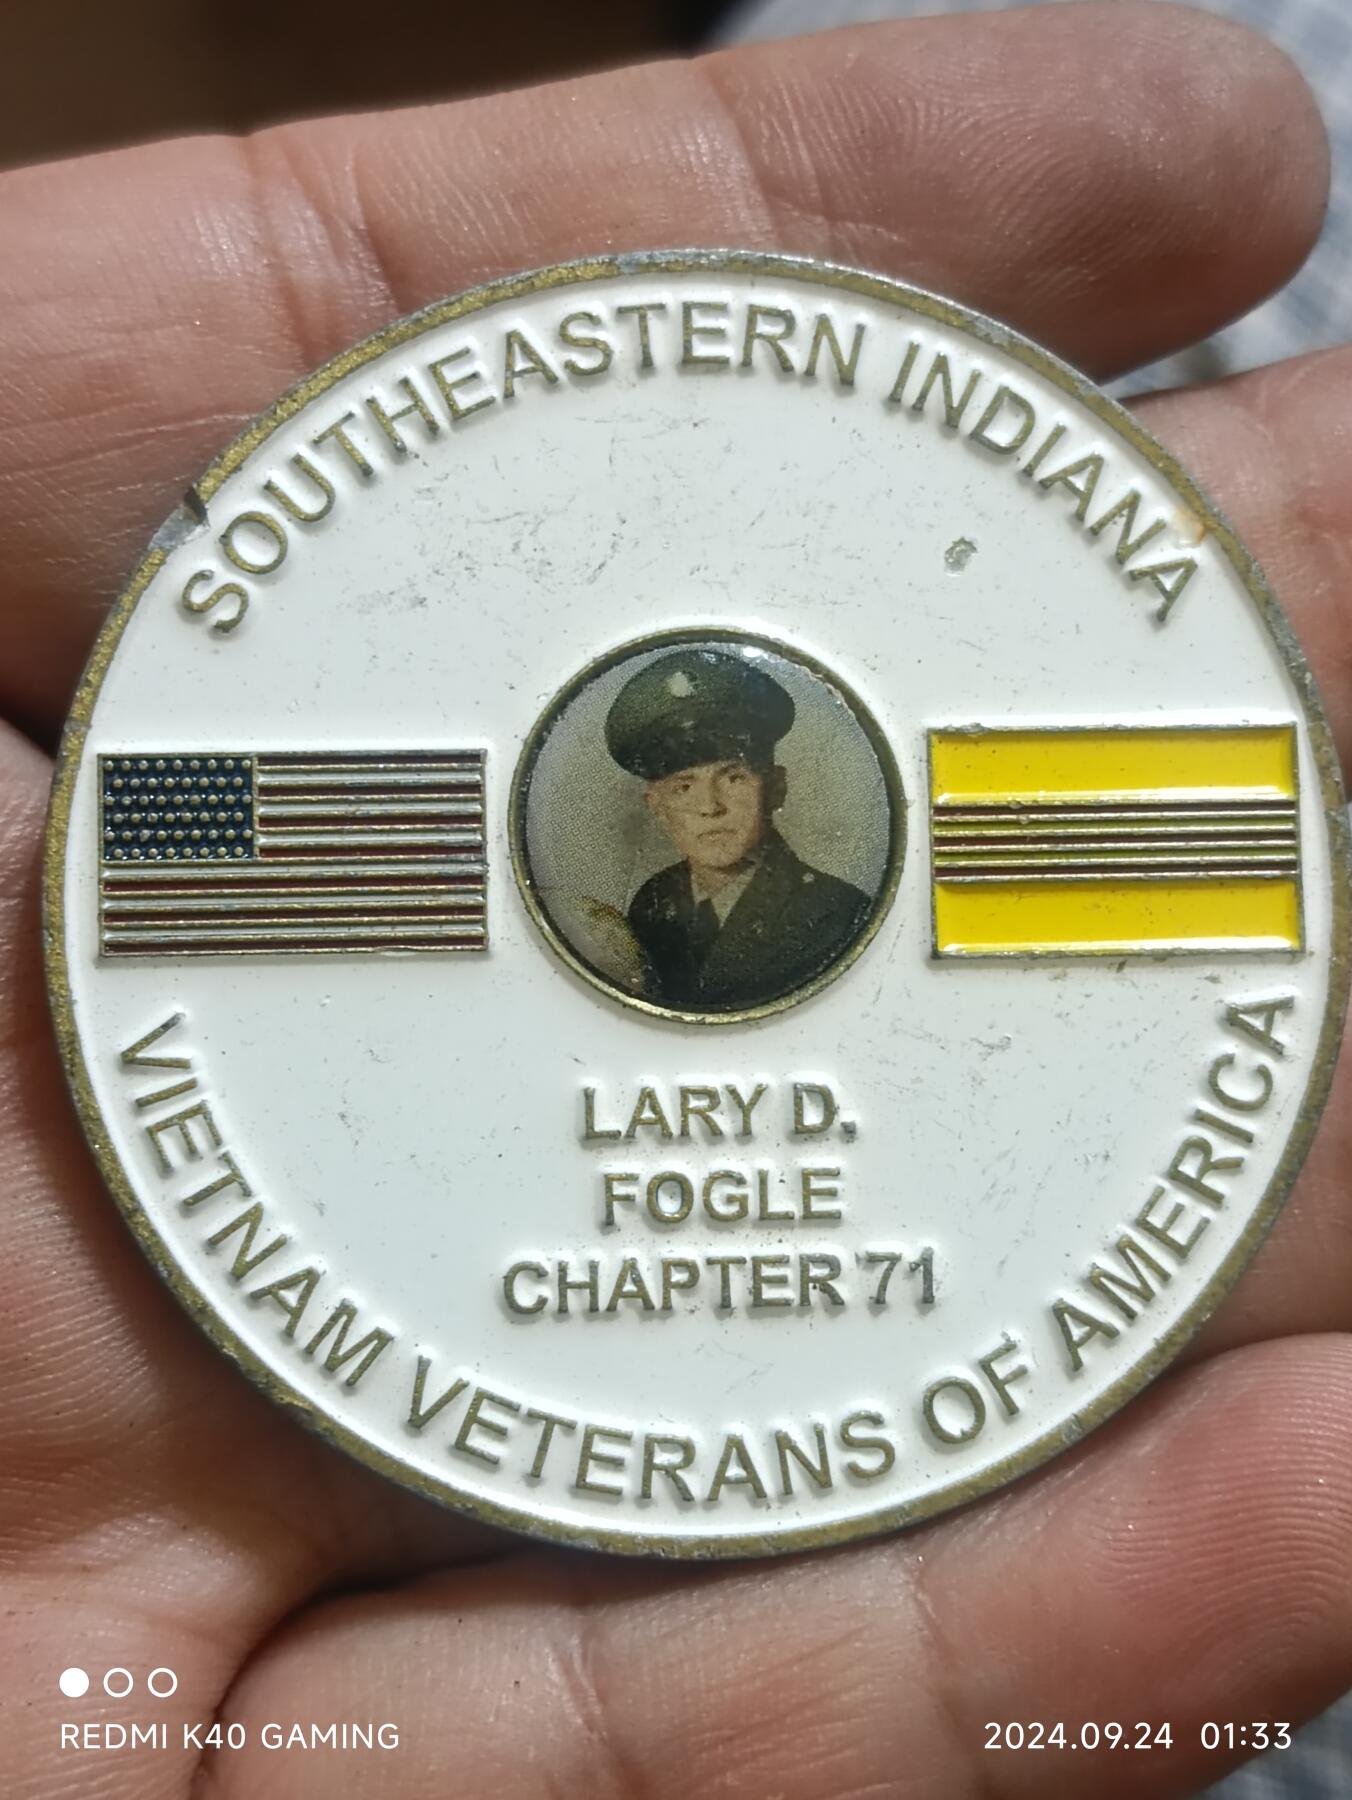 SOUTHEASTERN INDIANA
LARY D.
FOGLE
CHAPTER 71
VIETNAM VETERANS OF AMERICA
REDMI K40 GAMING
2024.09.24 01:33